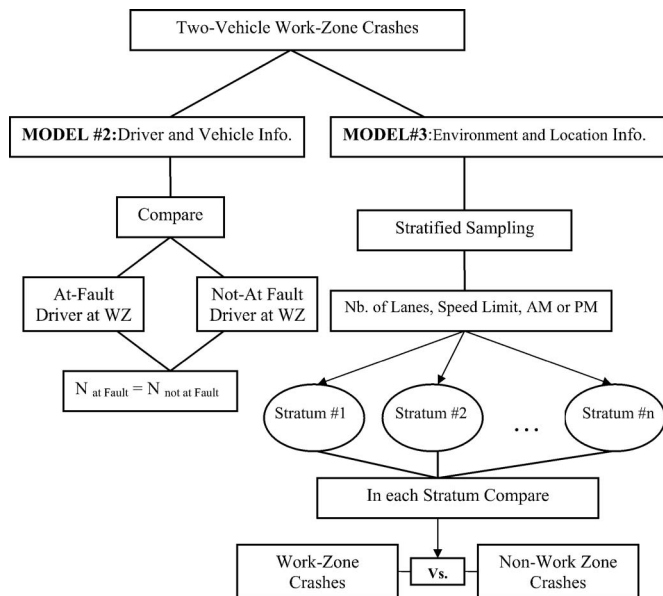 Two-Vehicle Work-Zone Crashes
MODEL #2:Driver and Vehicle Info.
MODEL#3:Environment and Location Info.
Compare
Stratified Sampling
At-Fault
Driver at WZ
Not-At Fault
Driver at WZ
Nb. of Lanes, Speed Limit, AM or PM
N at Fault = N not at Fault
Stratum #1
Stratum #2
...
Stratum #n
In each Stratum Compare
Work-Zone
Crashes
Vs.
Non-Work Zone
Crashes